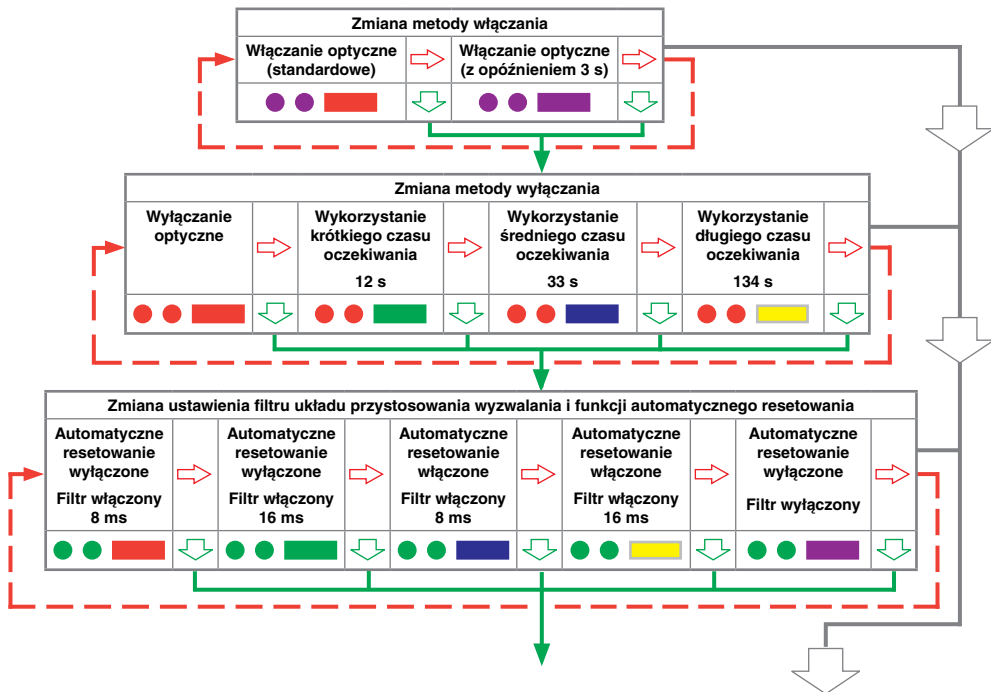 Zmiana metody włączania
Włączanie optyczne
(standardowe)
Włączanie optyczne
(z opóźnieniem 3 s)
Zmiana metody wyłączania
Wyłączanie
optyczne
Wykorzystanie
krótkiego czasu
oczekiwania
12 s
Wykorzystanie
średniego czasu
oczekiwania
33 s
Wykorzystanie
długiego czasu
oczekiwania
134 s
Zmiana ustawienia filtru układu przystosowania wyzwalania i funkcji automatycznego resetowania
Automatyczne
resetowanie
wyłączone
Filtr włączony
8 ms
Automatyczne
resetowanie
wyłączone
Filtr włączony
16 ms
Automatyczne
resetowanie
włączone
Filtr włączony
8 ms
Automatyczne
resetowanie
włączone
Filtr włączony
16 ms
Automatyczne
resetowanie
wyłączone
Filtr wyłączony